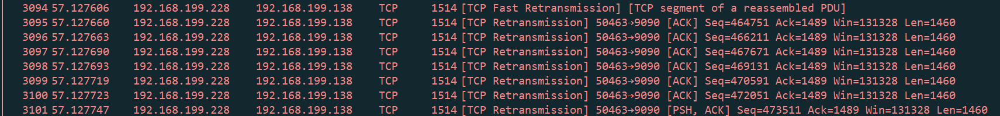 3094 57.127606 192.168.199.228 192.168.199.138 TCP 1514 [TCP Fast Retransmission] [TCP segment of a reassembled PDU]
3095 57.127660 192.168.199.228 192.168.199.138 TCP 1514 [TCP Retransmission] 50463→9090 [ACK] Seq=464751 Ack=1489 Win=131328 Len=1460
3096 57.127663 192.168.199.228 192.168.199.138 TCP 1514 [TCP Retransmission] 50463→9090 [ACK] Seq=466211 Ack=1489 Win=131328 Len=1460
3097 57.127690 192.168.199.228 192.168.199.138 TCP 1514 [TCP Retransmission] 50463→9090 [ACK] Seq=467671 Ack=1489 Win=131328 Len=1460
3098 57.127693 192.168.199.228 192.168.199.138 TCP 1514 [TCP Retransmission] 50463→9090 [ACK] Seq=469131 Ack=1489 Win=131328 Len=1460
3099 57.127719 192.168.199.228 192.168.199.138 TCP 1514 [TCP Retransmission] 50463→9090 [ACK] Seq=470591 Ack=1489 Win=131328 Len=1460
3100 57.127723 192.168.199.228 192.168.199.138 TCP 1514 [TCP Retransmission] 50463→9090 [ACK] Seq=472051 Ack=1489 Win=131328 Len=1460
3101 57.127747 192.168.199.228 192.168.199.138 TCP 1514 [TCP Retransmission] 50463→9090 [PSH, ACK] Seq=473511 Ack=1489 Win=131328 Len=1460